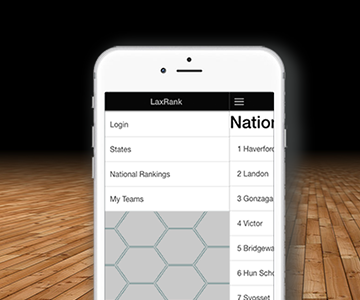 LaxRank
Login
States
National Rankings
My Teams
Nation
1 Haverford
2 Landon
3 Gonzaga
4 Victor
5 Bridgewa
6 Hun Scho
7 Syosset